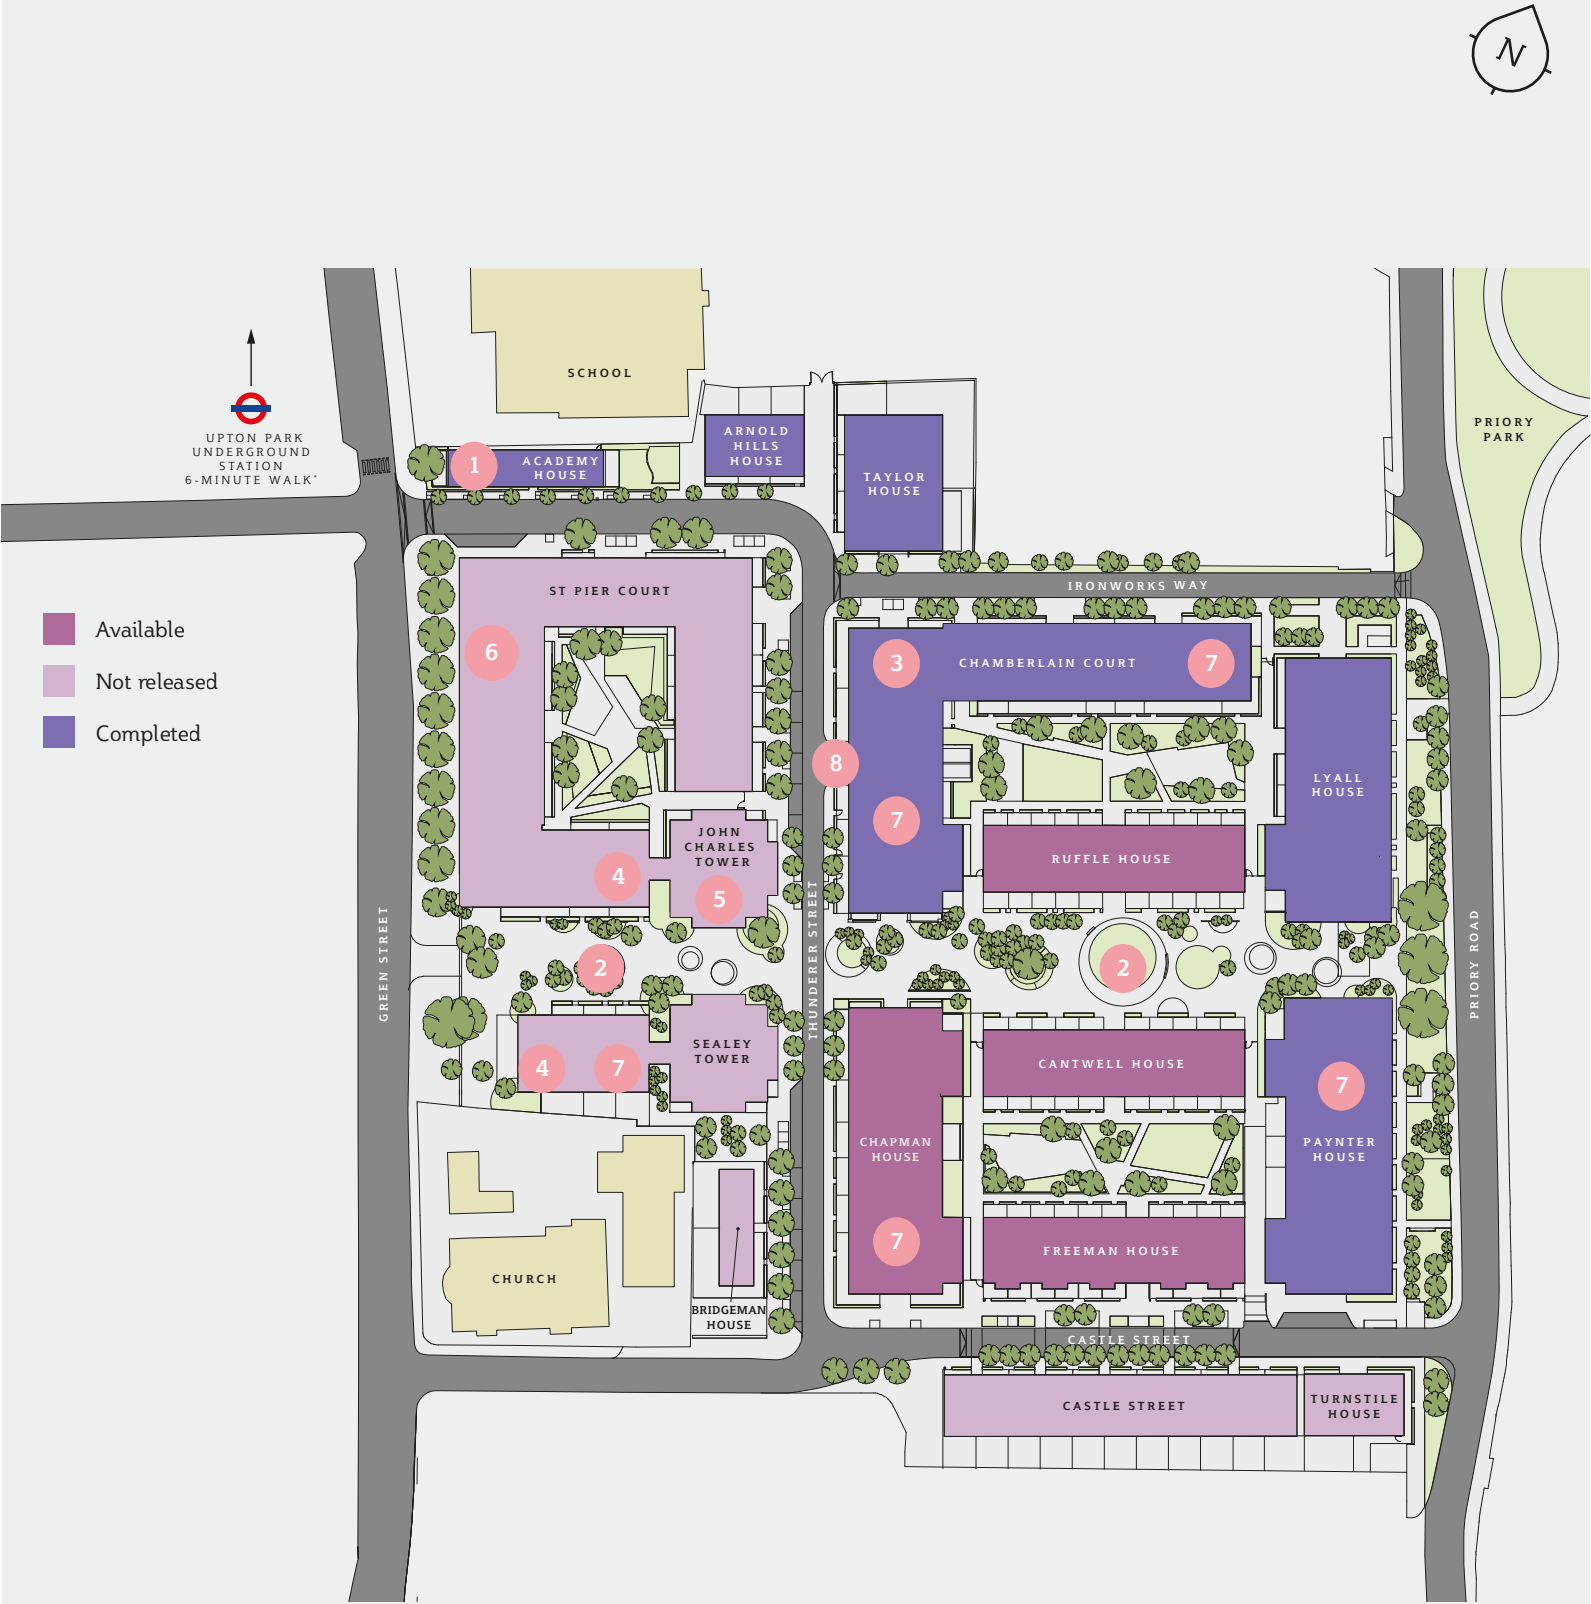 N
SCHOOL
UPTON PARK
UNDERGROUND
STATION
6-MINUTE WALK*
PRIORY
PARK
ARNOLD
HILLS
HOUSE
1
ACADEMY
HOUSE
TAYLOR
HOUSE
IRONWORKS WAY
ST PIER COURT
Available
Not released
Completed
6
3
CHAMBERLAIN COURT
7
8
7
LYALL
HOUSE
JOHN
CHARLES
TOWER
RUFFLE HOUSE
4
5
GREEN STREET
THUNDERER STREET
PRIORY ROAD
2
2
SEALEY
TOWER
4
7
CANTWELL HOUSE
7
CHAPMAN
HOUSE
PAYNTER
HOUSE
7
FREEMAN HOUSE
CHURCH
BRIDGEMAN
HOUSE
CASTLE STREET
CASTLE STREET
TURNSTILE
HOUSE